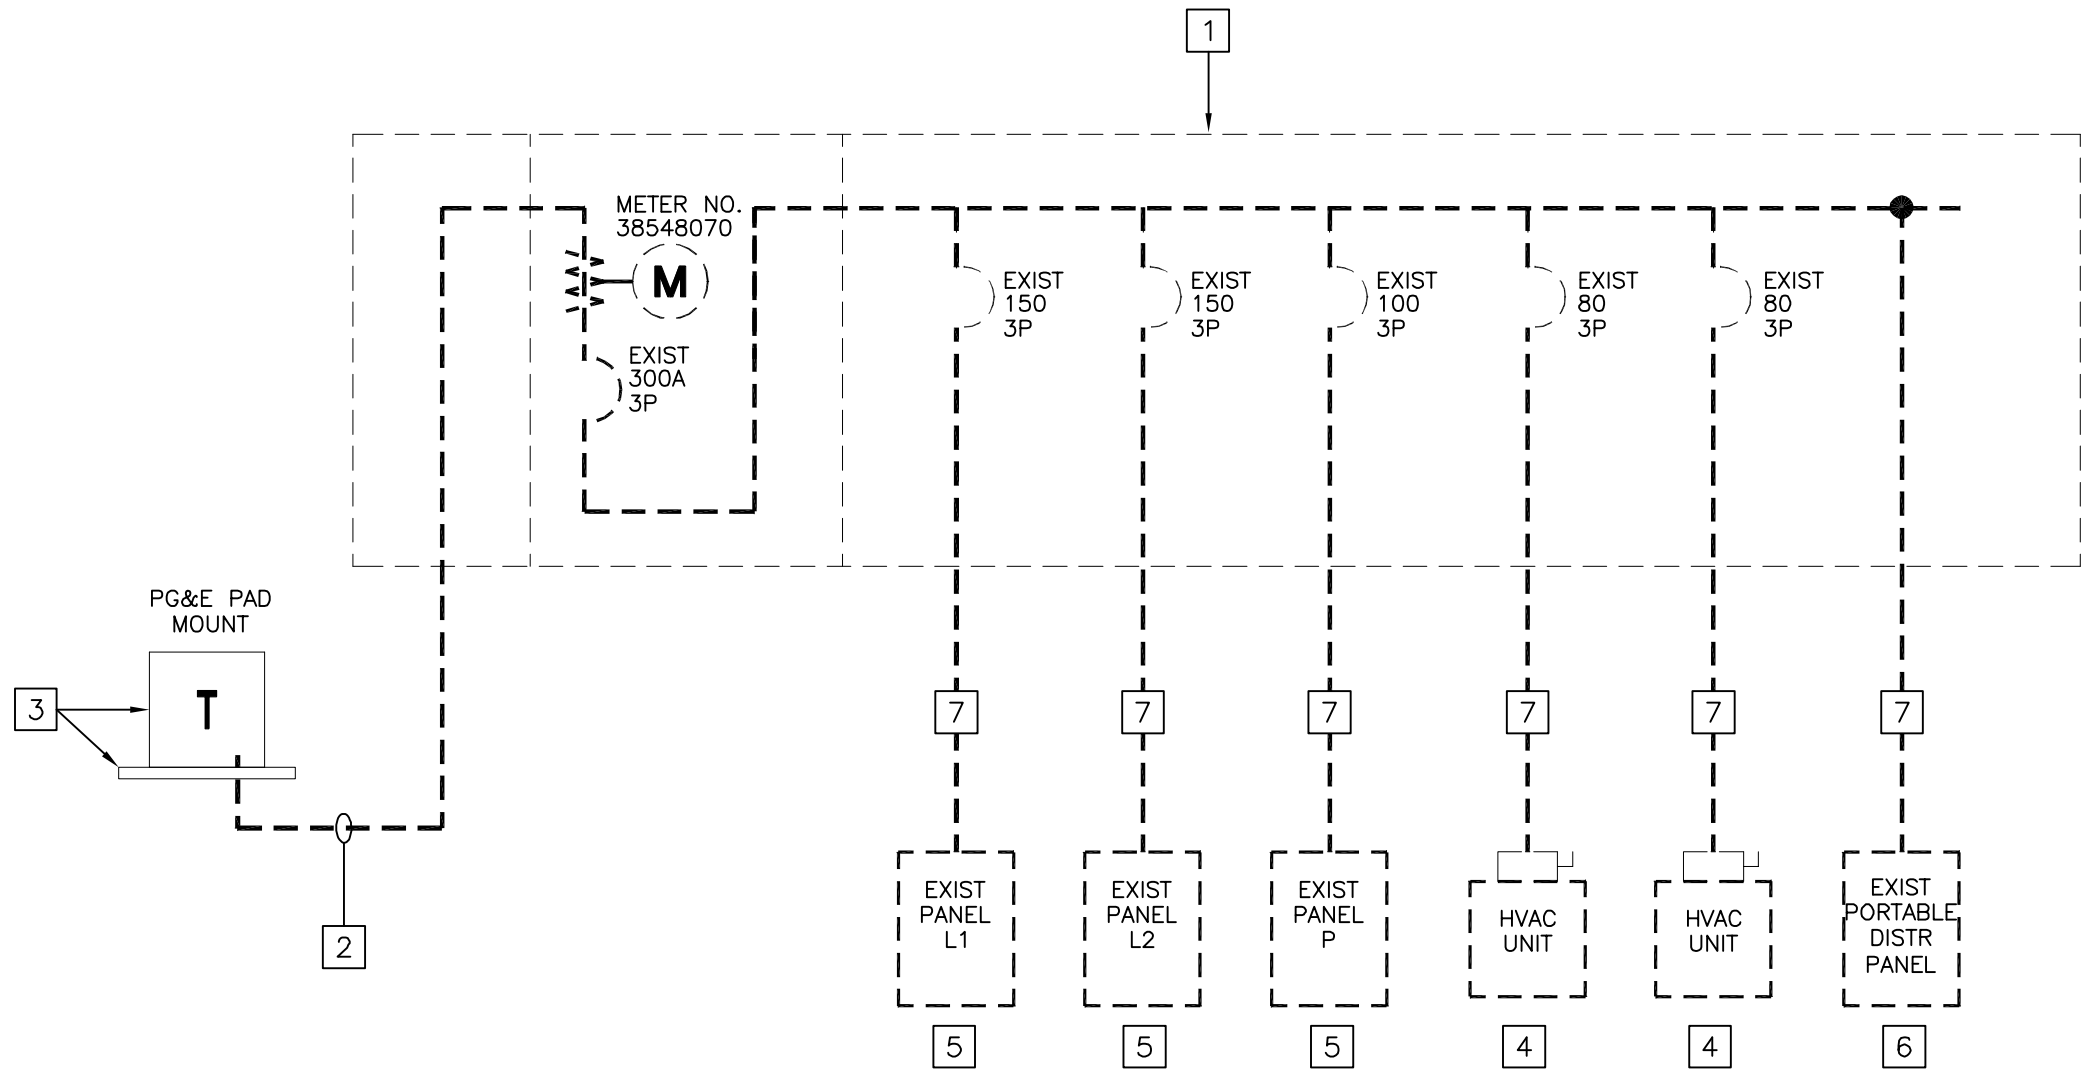 1
METER NO.
38548070
M
EXIST
300A
3P
EXIST
150
3P
EXIST
150
3P
EXIST
100
3P
EXIST
80
3P
EXIST
80
3P
PG&E PAD
MOUNT
T
3
2
7
7
7
7
7
7
EXIST
PANEL
L1
EXIST
PANEL
L2
EXIST
PANEL
P
HVAC
UNIT
HVAC
UNIT
EXIST
PORTABLE
DISTR
PANEL
5
5
5
4
4
6